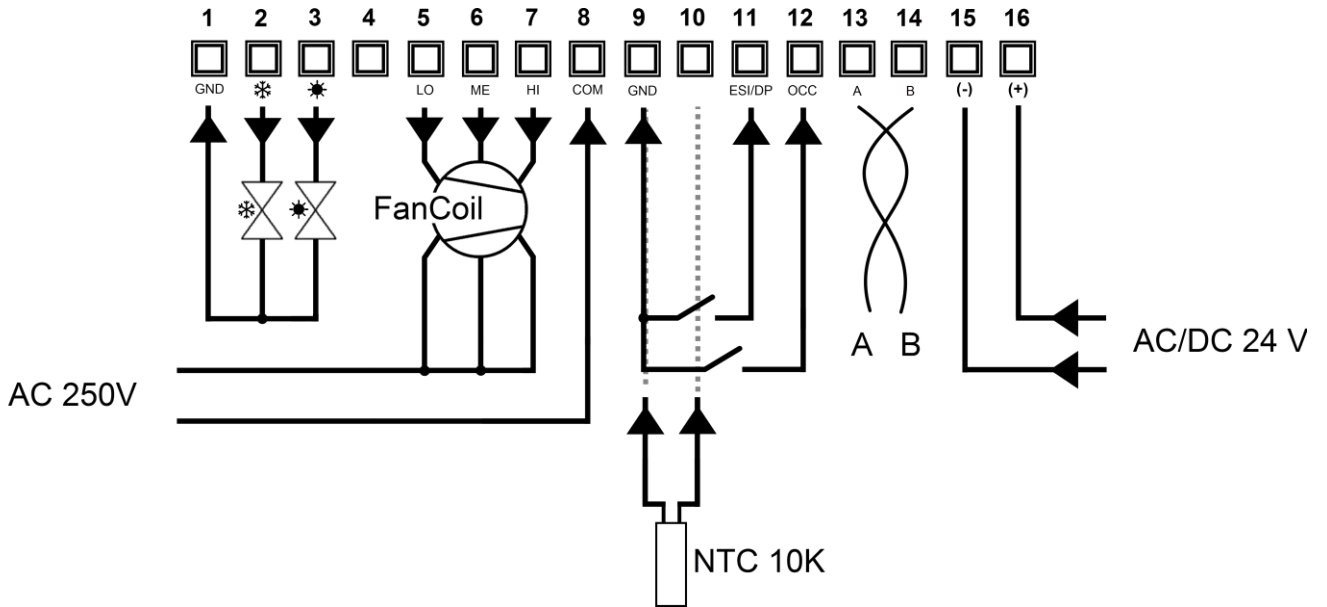 1 2 3 4 5 6 7 8 9 10 11 12 13 14 15 16
GND LO ME HI COM GND ESI/DP OCC A B (-) (+)
FanCoil
A B
AC/DC 24 V
AC 250V
NTC 10K